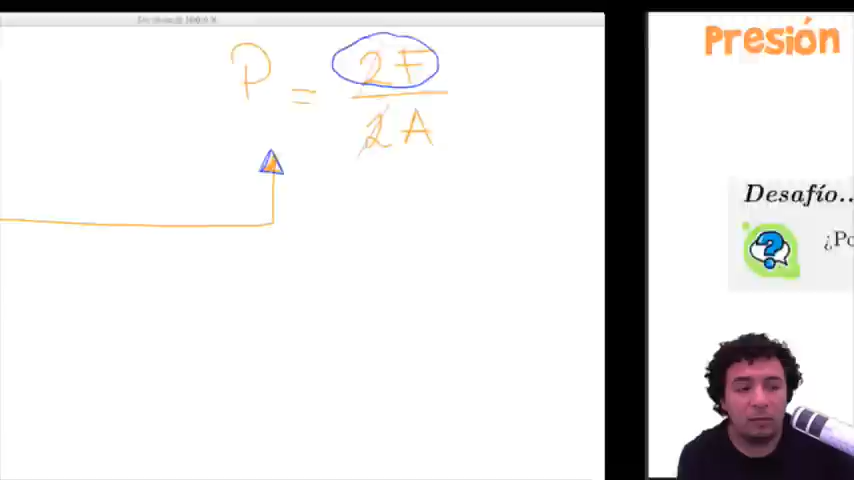 P = 2F
2A
Presión
Desafío..
¿Po